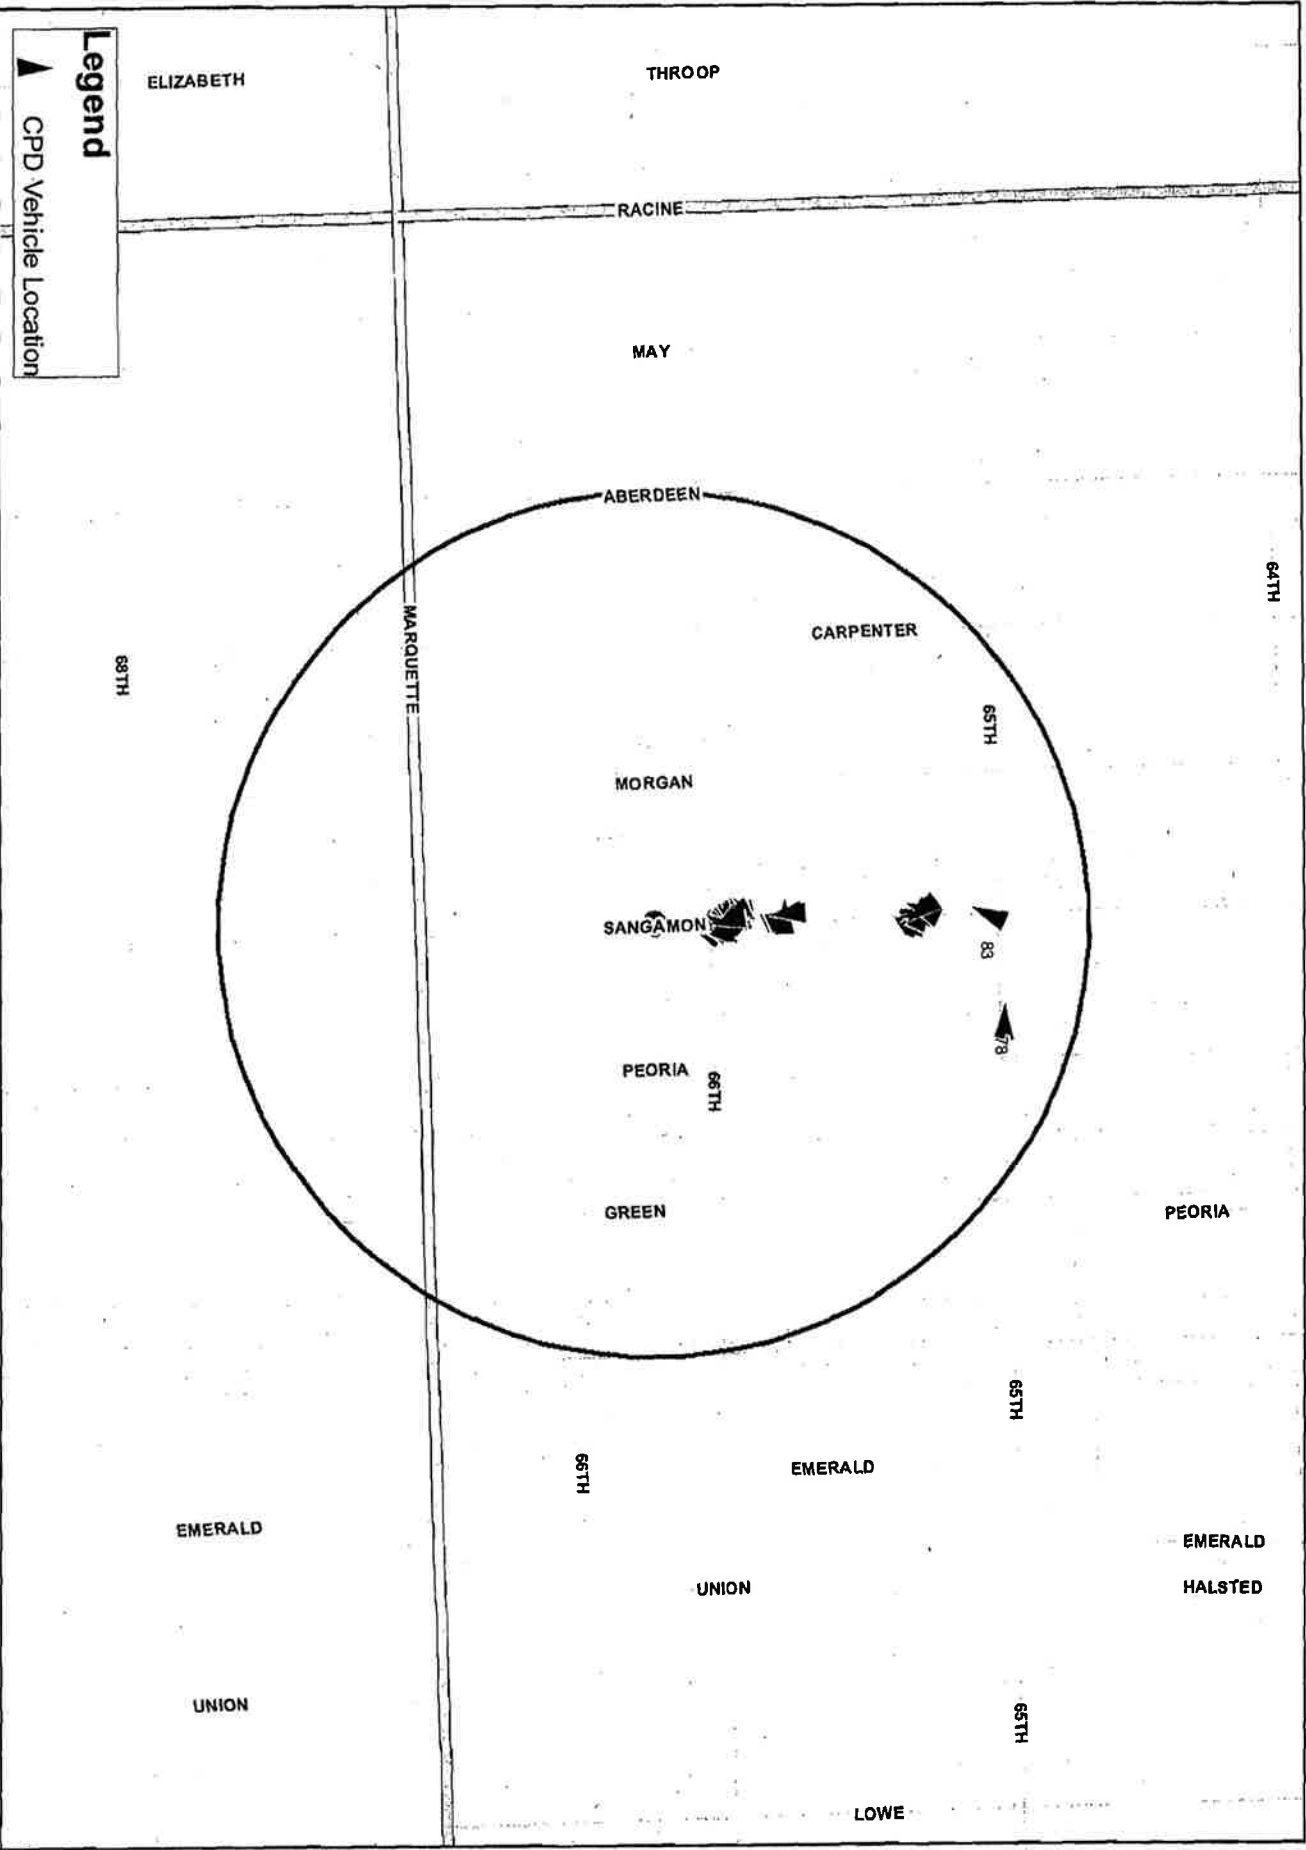 Legend
CPD Vehicle Location
ELIZABETH
THROOP
RACINE
MAY
ABERDEEN
64TH
CARPENTER
68TH
MARQUETTE
65TH
MORGAN
SANGAMON
83
78
PEORIA
66TH
GREEN
PEORIA
65TH
66TH
EMERALD
EMERALD
EMERALD
UNION
HALSTED
UNION
65TH
LOWE